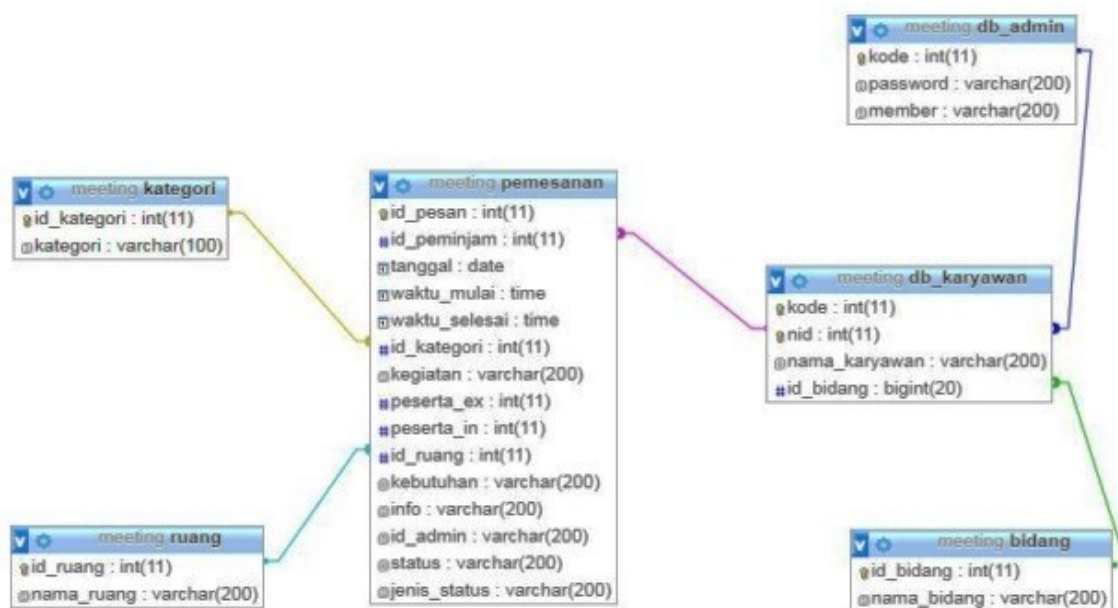 meeting db_admin
kode : int(11)
password : varchar(200)
member : varchar(200)
meeting kategori
id_kategori : int(11)
kategori : varchar(100)
meeting pemesanan
id_pesan : int(11)
id_peminjam : int(11)
tanggal : date
waktu_mulai : time
waktu_selesai : time
id_kategori : int(11)
kegiatan : varchar(200)
peserta_ex : int(11)
peserta_in : int(11)
id_ruang : int(11)
kebutuhan : varchar(200)
info : varchar(200)
id_admin : varchar(200)
status : varchar(200)
jenis_status : varchar(200)
meeting db_karyawan
kode : int(11)
nid : int(11)
nama_karyawan : varchar(200)
id_bidang : bigint(20)
meeting ruang
id_ruang : int(11)
nama_ruang : varchar(200)
meeting bidang
id_bidang : int(11)
nama_bidang : varchar(200)